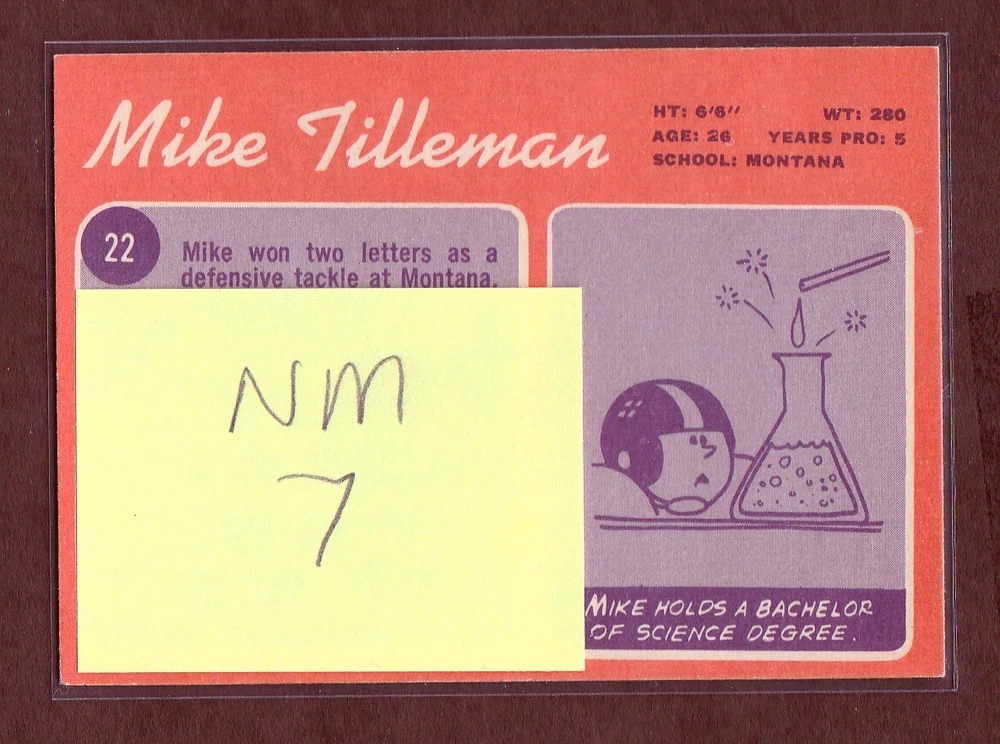 Mike Tilleman
HT: 6'6'' WT: 280
AGE: 26 YEARS PRO: 5
SCHOOL: MONTANA
22
Mike won two letters as a
defensive tackle at Montana.
NM
7
MIKE HOLDS A BACHELOR
OF SCIENCE DEGREE.